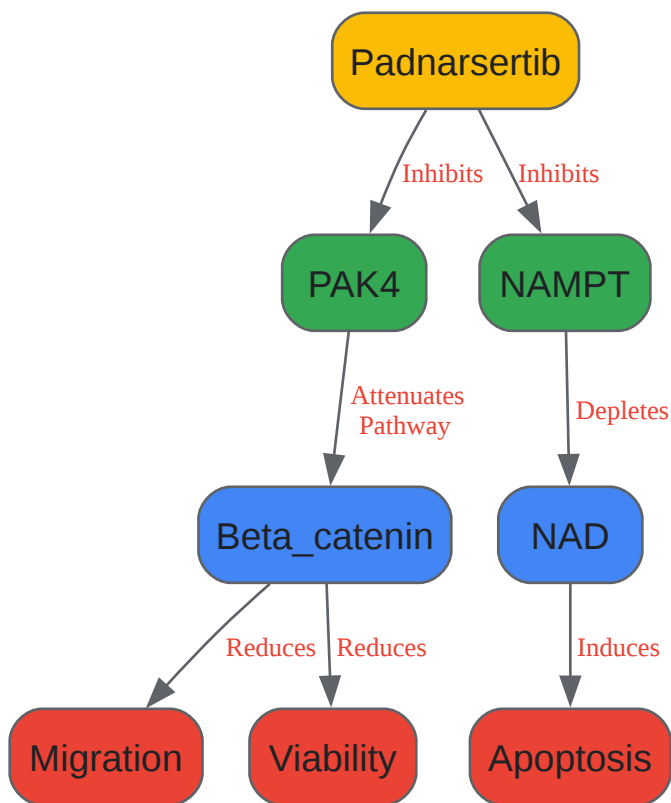 Padnarsertib
Inhibits
Inhibits
PAK4
NAMPT
Attenuates
Pathway
Depletes
Beta_catenin
NAD
Reduces
Reduces
Induces
Migration
Viability
Apoptosis